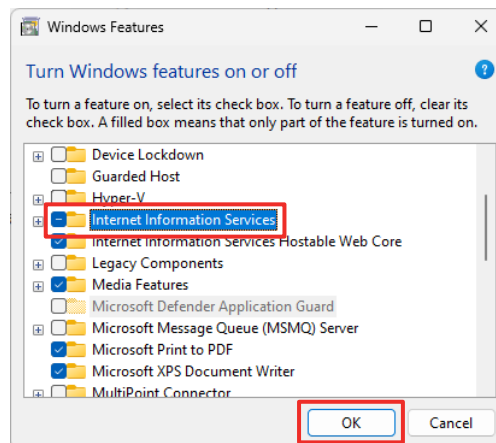 Windows Features
Turn Windows features on or off
To turn a feature on, select its check box. To turn a feature off, clear its
check box. A filled box means that only part of the feature is turned on.
Device Lockdown
Guarded Host
Hyper-V
Internet Information Services
Internet Information Services Hostable Web Core
Legacy Components
Media Features
Microsoft Defender Application Guard
Microsoft Message Queue (MSMQ) Server
Microsoft Print to PDF
Microsoft XPS Document Writer
MultiPoint Connector
OK Cancel